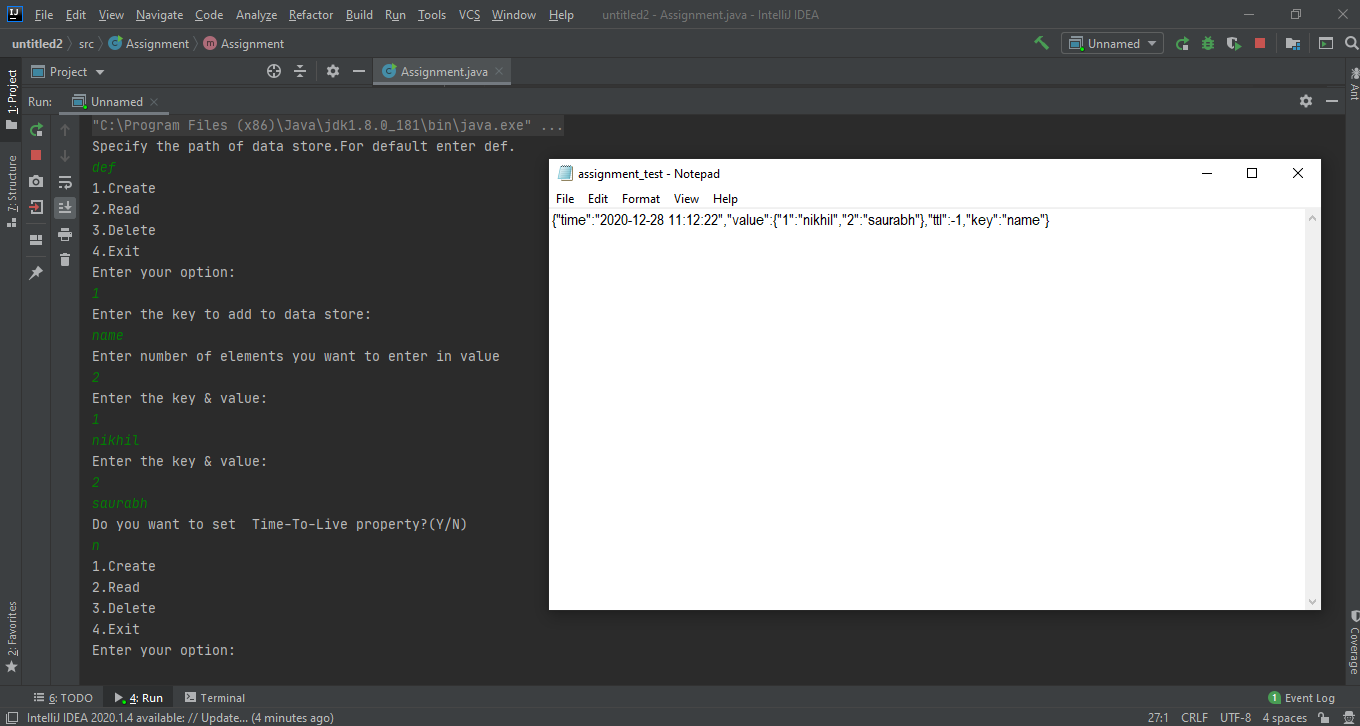 File Edit View Navigate Code Analyze Refactor Build Run Tools VCS Window Help untitled2 - Assignment.java - IntelliJ IDEA
untitled2 src Assignment Assignment Unnamed
Project Assignment.java
1: Project
Ant
Run: Unnamed
"C:\Program Files (x86)\Java\jdk1.8.0_181\bin\java.exe" ...
Specify the path of data store.For default enter def.
def
1.Create
2.Read
3.Delete
4.Exit
Enter your option:
1
Enter the key to add to data store:
name
Enter number of elements you want to enter in value
2
Enter the key & value:
1
nikhil
Enter the key & value:
2
saurabh
Do you want to set  Time-To-Live property?(Y/N)
n
1.Create
2.Read
3.Delete
4.Exit
Enter your option:
assignment_test - Notepad
File Edit Format View Help
{"time":"2020-12-28 11:12:22","value":{"1":"nikhil","2":"saurabh"},"ttl":-1,"key":"name"}
7: Structure
2: Favorites
Coverage
6: TODO 4: Run Terminal 1 Event Log
IntelliJ IDEA 2020.1.4 available: // Update... (4 minutes ago) 27:1 CRLF UTF-8 4 spaces